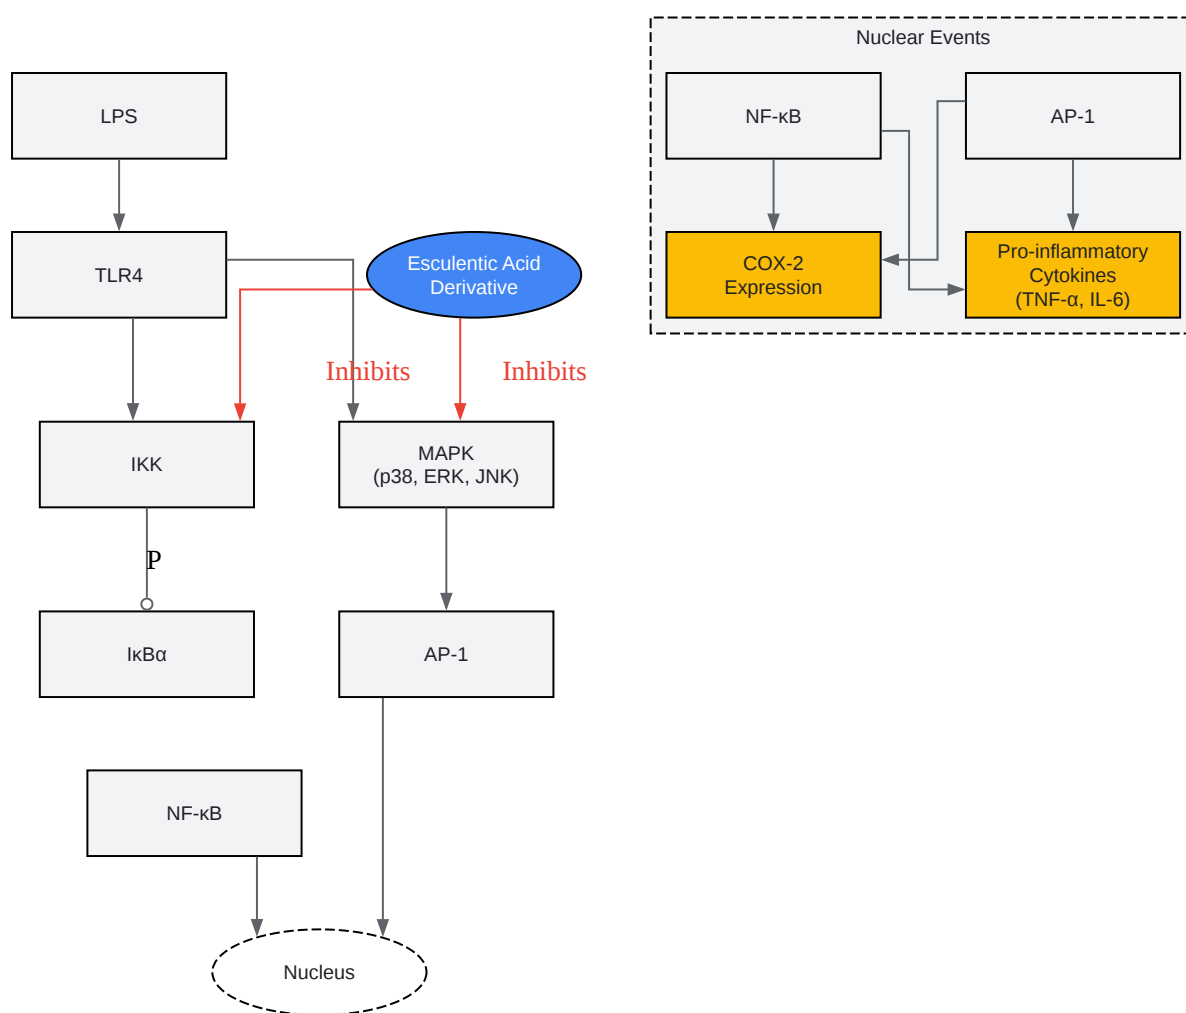 LPS
TLR4
Esculentic Acid
Derivative
Inhibits
Inhibits
IKK
MAPK
(p38, ERK, JNK)
P
IκBα
AP-1
NF-κB
Nucleus
Nuclear Events
NF-κB
AP-1
COX-2
Expression
Pro-inflammatory
Cytokines
(TNF-α, IL-6)